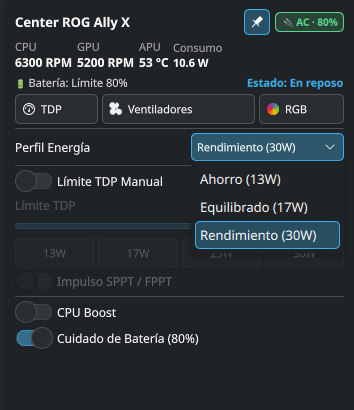 Center ROG Ally X
AC · 80%
CPU GPU APU Consumo
6300 RPM 5200 RPM 53 °C 10.6 W
Batería: Límite 80% Estado: En reposo
TDP Ventiladores RGB
Perfil Energía Rendimiento (30W)
Ahorro (13W)
Equilibrado (17W)
Rendimiento (30W)
Límite TDP Manual
Límite TDP
13W 17W 25W 30W
Impulso SPPT / FPPT
CPU Boost
Cuidado de Batería (80%)